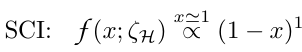 SCI: f(x; ζ_ℋ) ∝^{x≃1} (1 − x)^1